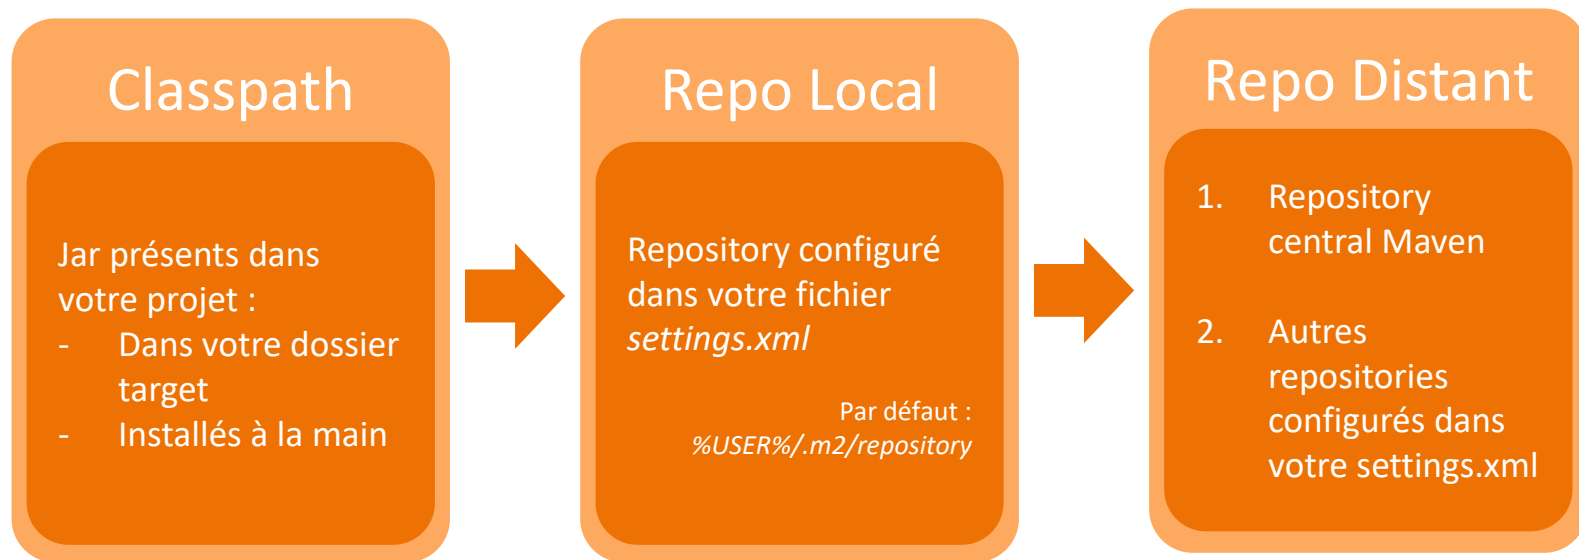 Classpath
Jar présents dans
votre projet :
- Dans votre dossier
target
- Installés à la main
Repo Local
Repository configuré
dans votre fichier
settings.xml
Par défaut :
%USER%/.m2/repository
Repo Distant
1. Repository
central Maven
2. Autres
repositories
configurés dans
votre settings.xml